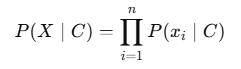 P(X | C) = ∏_{i=1}^{n} P(x_i | C)